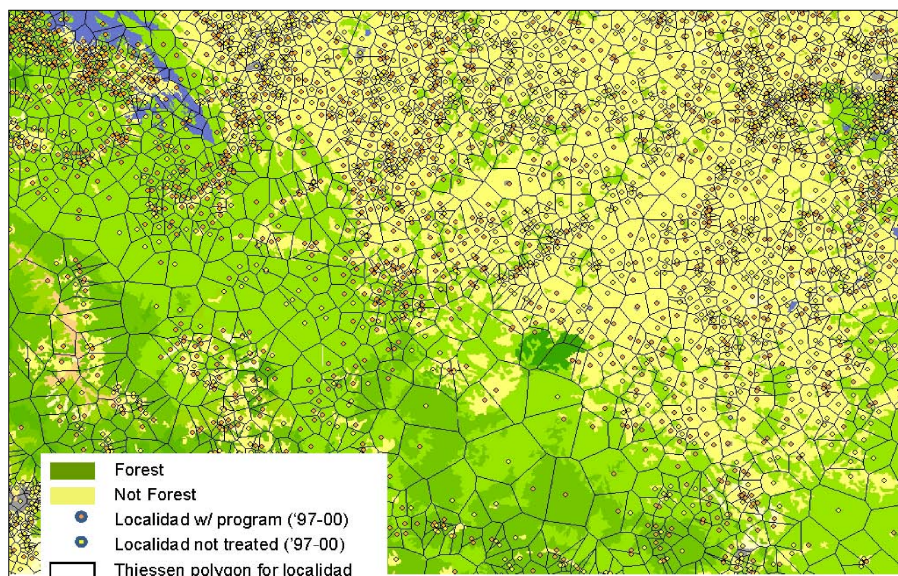 Forest
Not Forest
Localidad w/ program ('97-00)
Localidad not treated ('97-00)
Thiessen polygon for localidad